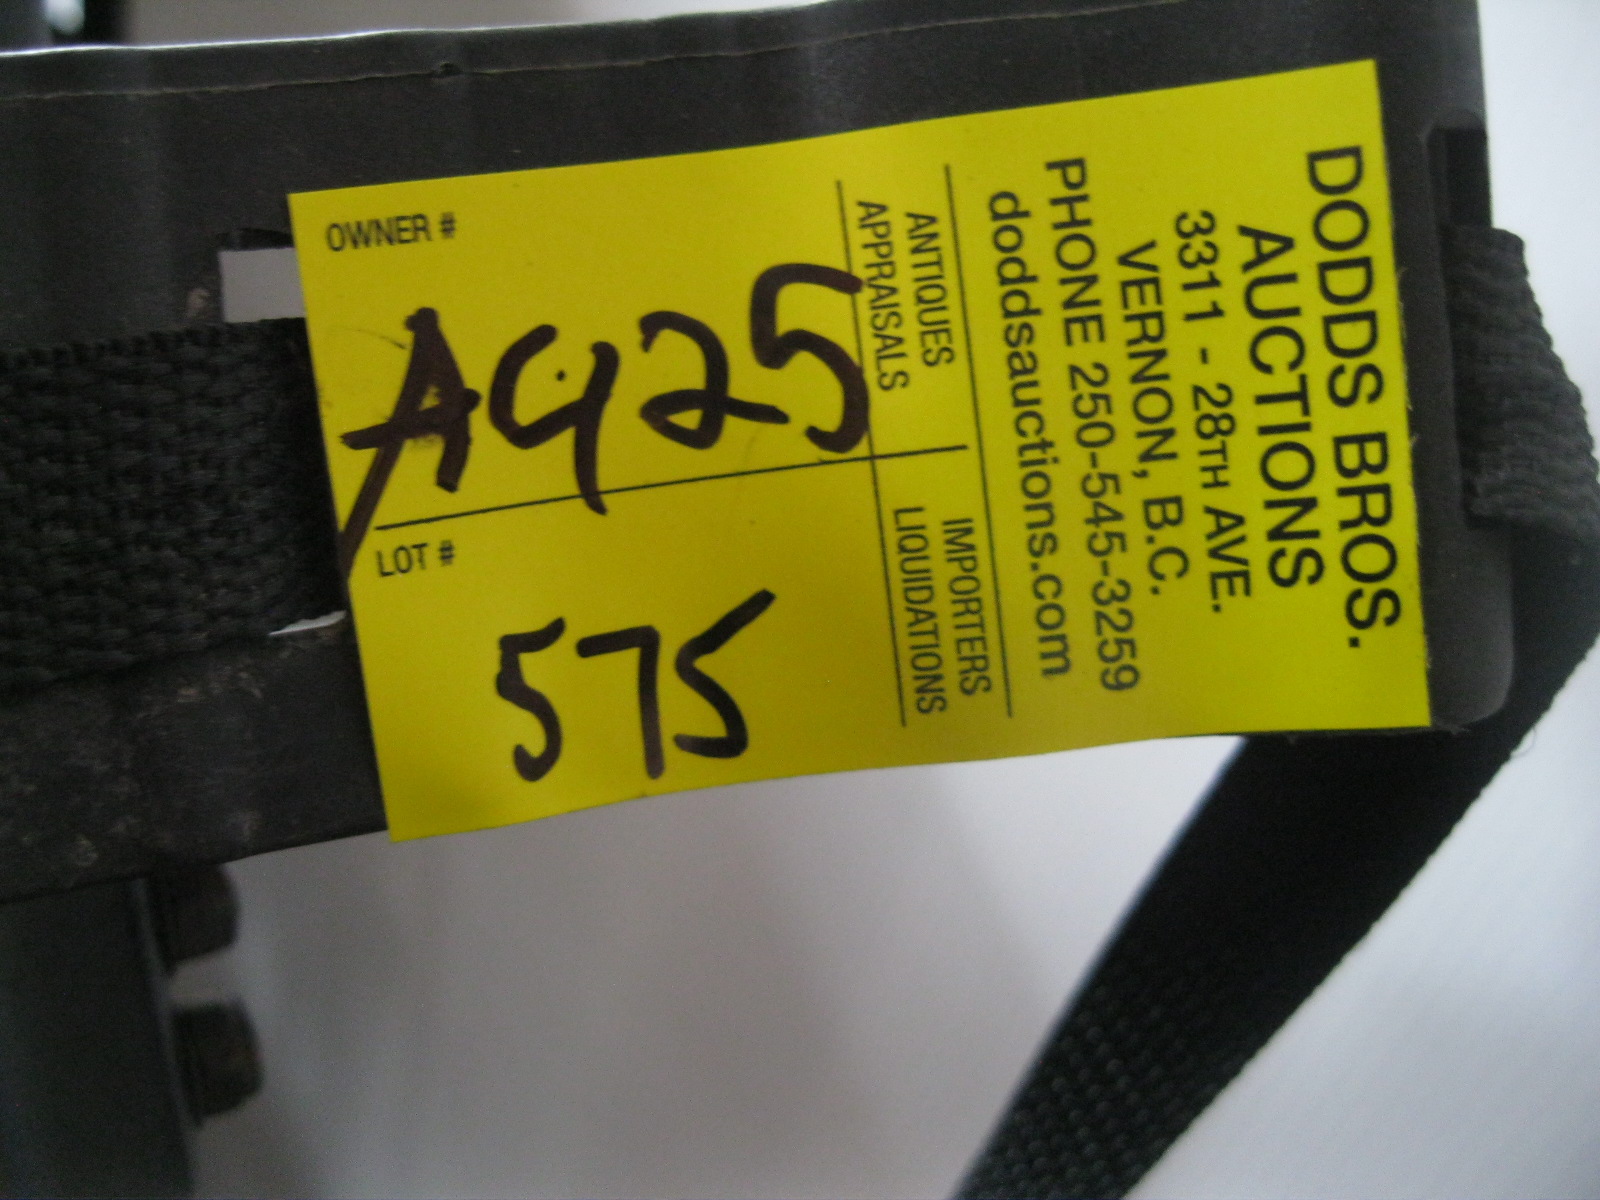 DODDS BROS.
AUCTIONS
3311 - 28TH AVE.
VERNON, B.C.
PHONE 250-545-3259
doddsauctions.com
ANTIQUES
APPRAISALS
IMPORTERS
LIQUIDATIONS
OWNER #
A925
LOT #
575